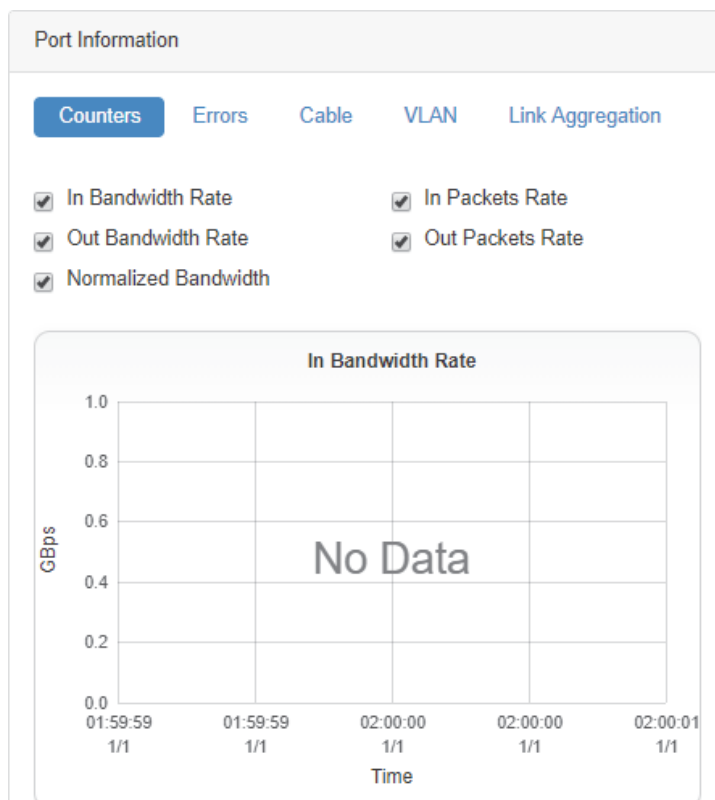 Port Information
Counters Errors Cable VLAN Link Aggregation
In Bandwidth Rate In Packets Rate
Out Bandwidth Rate Out Packets Rate
Normalized Bandwidth
In Bandwidth Rate
1.0
0.8
0.6
GBps
No Data
0.4
0.2
0.0
01:59:59 01:59:59 02:00:00 02:00:00 02:00:01
1/1 1/1 1/1 1/1 1/1
Time